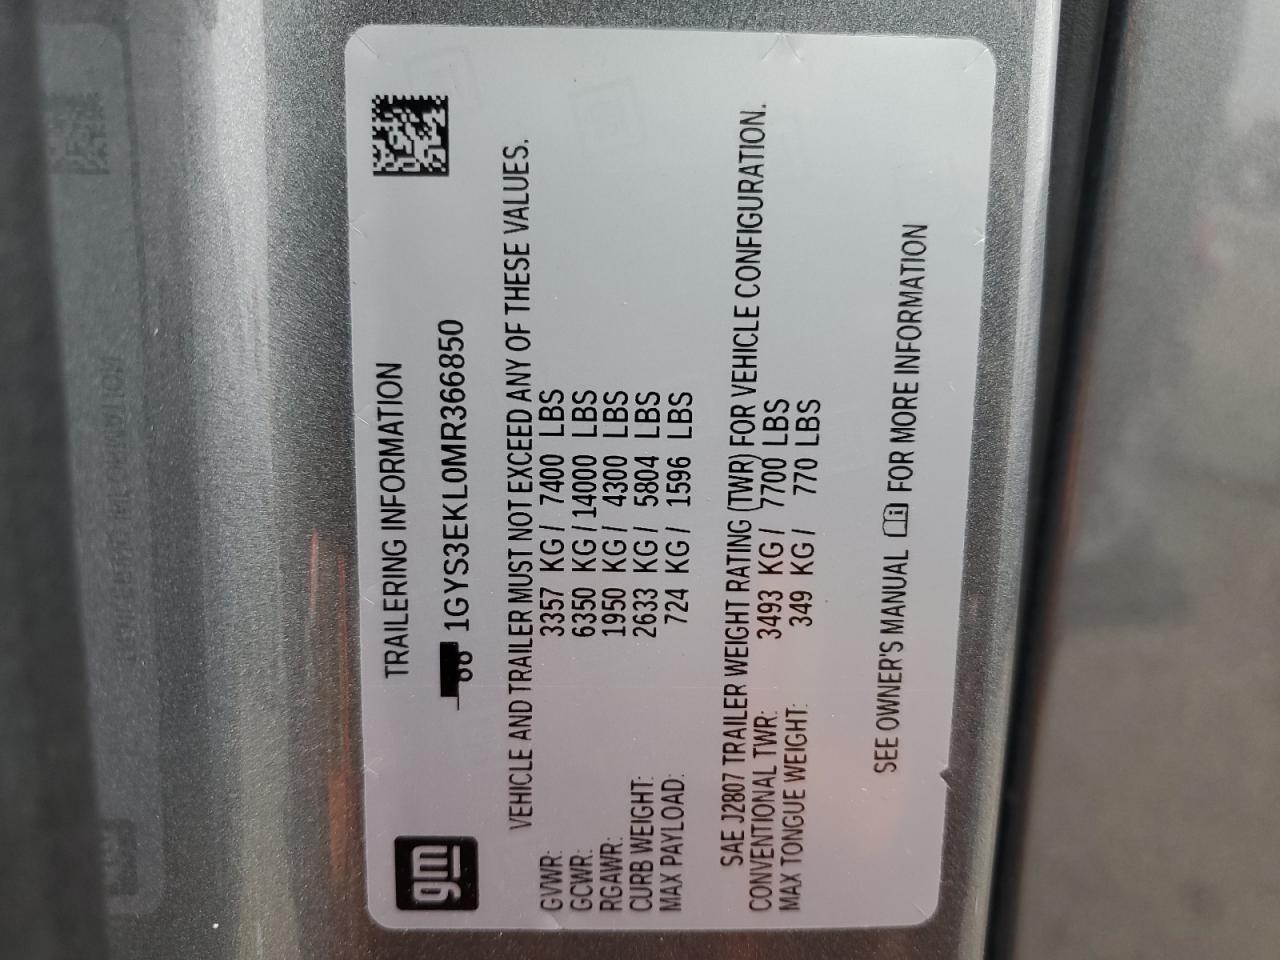 gm
TRAILERING INFORMATION
1GYS3EKL0MR366850
VEHICLE AND TRAILER MUST NOT EXCEED ANY OF THESE VALUES.
GVWR: 3357 KG / 7400 LBS
GCWR: 6350 KG / 14000 LBS
RGAWR: 1950 KG / 4300 LBS
CURB WEIGHT: 2633 KG / 5804 LBS
MAX PAYLOAD: 724 KG / 1596 LBS
SAE J2807 TRAILER WEIGHT RATING (TWR) FOR VEHICLE CONFIGURATION.
CONVENTIONAL TWR: 3493 KG / 7700 LBS
MAX TONGUE WEIGHT: 349 KG / 770 LBS
SEE OWNER'S MANUAL FOR MORE INFORMATION